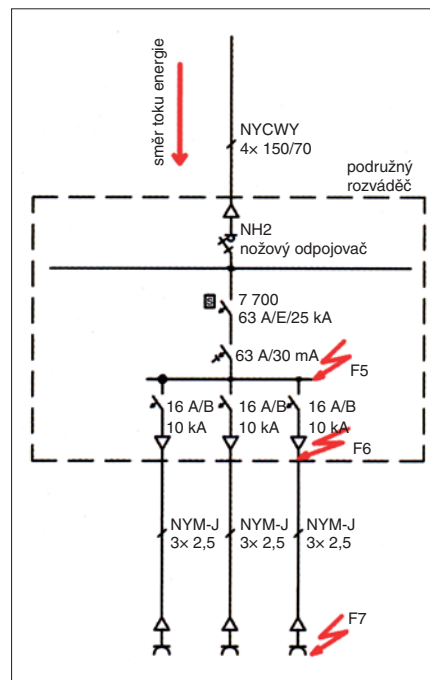 směr toku energie
NYCWY
4× 150/70
podružný
rozváděč
NH2
nožový odpojovač
7 700
63 A/E/25 kA
63 A/30 mA
F5
16 A/B
10 kA
16 A/B
10 kA
16 A/B
10 kA
F6
NYM-J
3× 2,5
NYM-J
3× 2,5
NYM-J
3× 2,5
F7